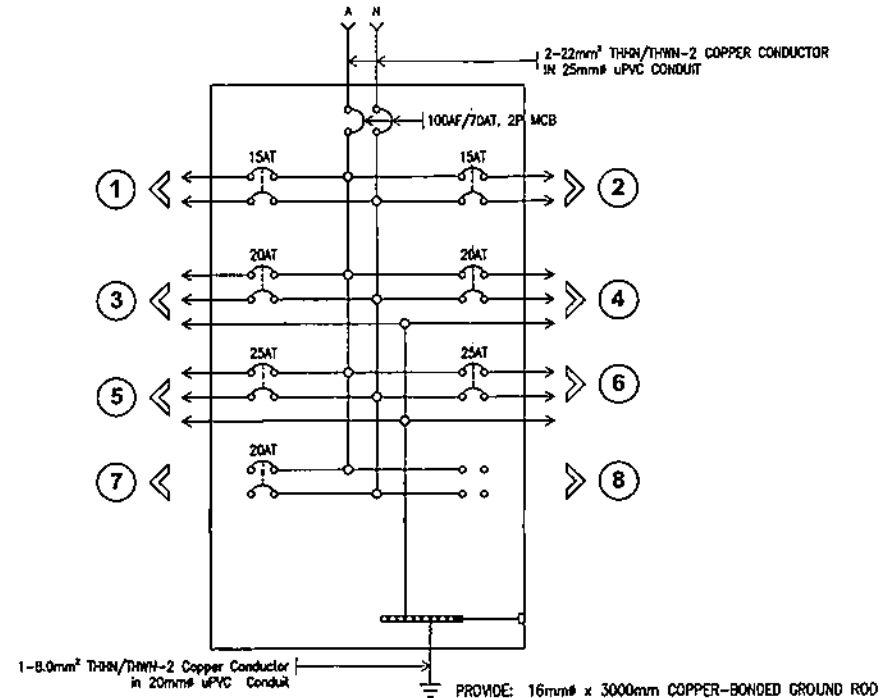 A N
2-22mm² THHN/THWN-2 COPPER CONDUCTOR
IN 25mmø uPVC CONDUIT
100AF/70AT, 2P MCB
15AT 15AT
1 2
20AT 20AT
3 4
25AT 25AT
5 6
20AT
7 8
1-8.0mm² THHN/THWN-2 Copper Conductor
in 20mmø uPVC Conduit
PROVIDE: 16mmø x 3000mm COPPER-BONDED GROUND ROD